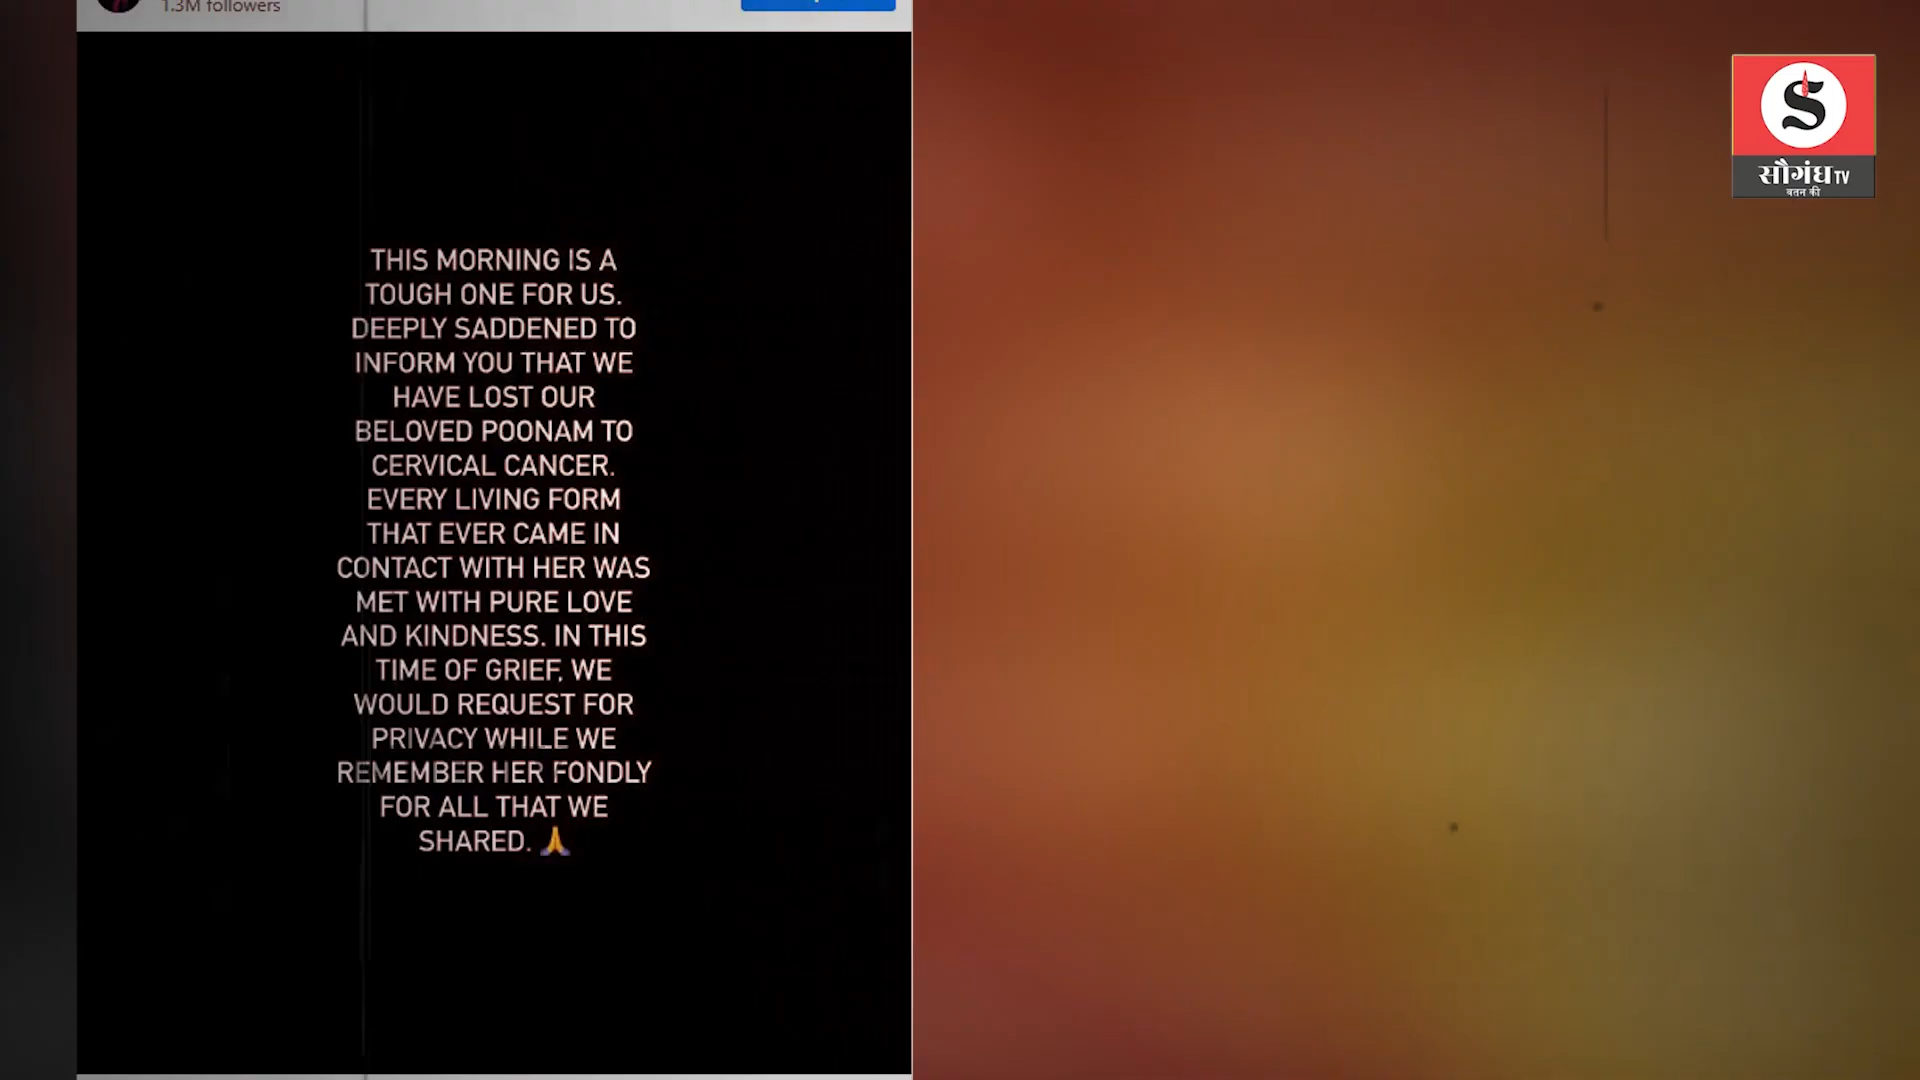 1.3M followers
THIS MORNING IS A
TOUGH ONE FOR US.
DEEPLY SADDENED TO
INFORM YOU THAT WE
HAVE LOST OUR
BELOVED POONAM TO
CERVICAL CANCER.
EVERY LIVING FORM
THAT EVER CAME IN
CONTACT WITH HER WAS
MET WITH PURE LOVE
AND KINDNESS. IN THIS
TIME OF GRIEF, WE
WOULD REQUEST FOR
PRIVACY WHILE WE
REMEMBER HER FONDLY
FOR ALL THAT WE
SHARED. 🙏
S
सौगंध TV
वतन की